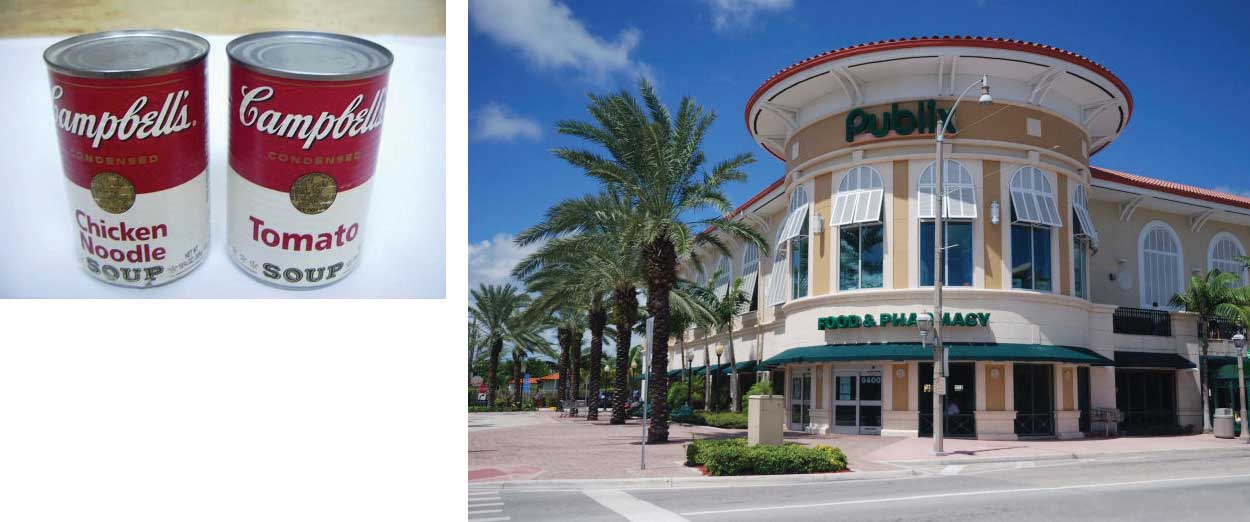 Campbell's.
CONDENSED
Chicken
Noodle
SOUP
Campbell's
CONDENSED
Tomato
SOUP
Publix
FOOD & PHARMACY
9400